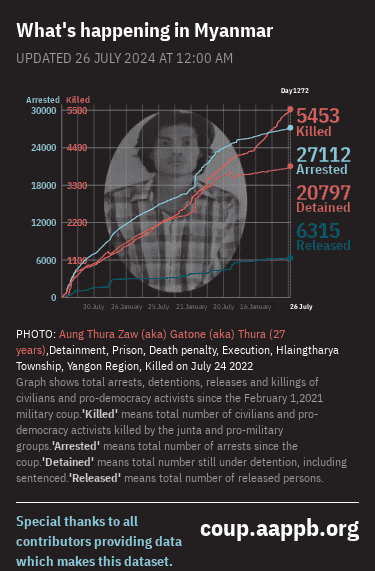 What's happening in Myanmar
UPDATED 26 JULY 2024 AT 12:00 AM
Day1272
Arrested Killed
30000 5500
24000 4400
18000 3300
12000 2200
6000 1100
0
5453
Killed
27112
Arrested
20797
Detained
6315
Released
30 July 26 January 25 July 21 January 20 July 16 January 26 July
PHOTO: Aung Thura Zaw (aka) Gatone (aka) Thura (27
years),Detainment, Prison, Death penalty, Execution, Hlaingtharya
Township, Yangon Region, Killed on July 24 2022
Graph shows total arrests, detentions, releases and killings of
civilians and pro-democracy activists since the February 1,2021
military coup.'Killed' means total number of civilians and pro-
democracy activists killed by the junta and pro-military
groups.'Arrested' means total number of arrests since the
coup.'Detained' means total number still under detention, including
sentenced.'Released' means total number of released persons.
Special thanks to all
contributors providing data
which makes this dataset.
coup.aappb.org